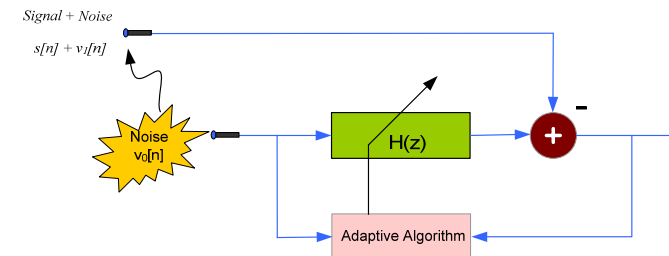 Signal + Noise
s[n] + v₁[n]
Noise
v₀[n]
H(z)
Adaptive Algorithm
+
-